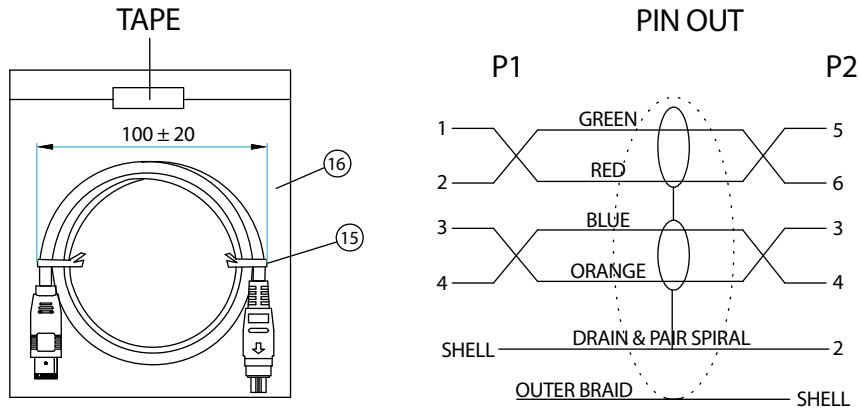 TAPE
100 ± 20
16
15
PIN OUT
P1
P2
1
GREEN
5
2
RED
6
3
BLUE
3
4
ORANGE
4
SHELL
DRAIN & PAIR SPIRAL
2
OUTER BRAID
SHELL